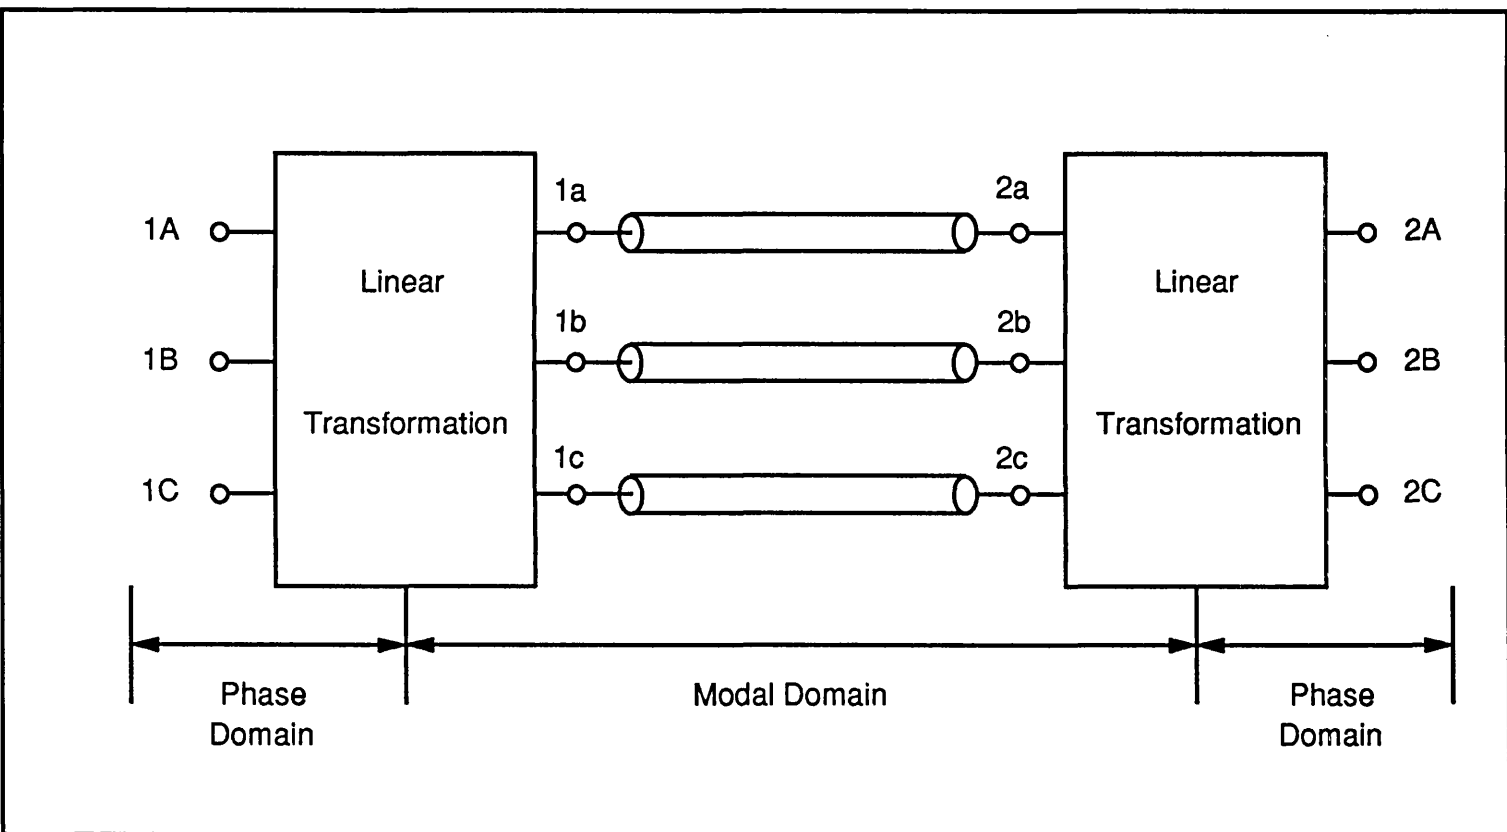 1a
2a
1A
2A
Linear
Linear
1b
2b
1B
2B
Transformation
Transformation
1c
2c
1C
2C
Phase
Domain
Modal Domain
Phase
Domain